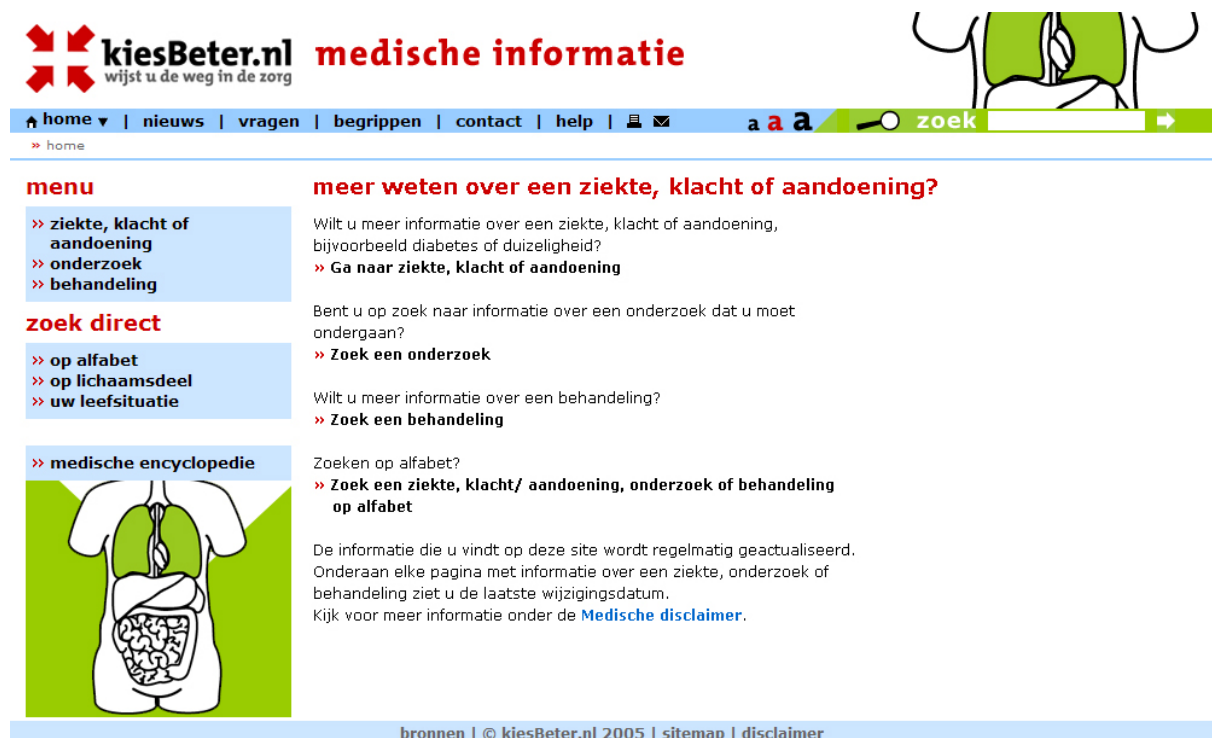 kiesBeter.nl
wijst u de weg in de zorg
medische informatie
home ▼ | nieuws | vragen | begrippen | contact | help |
a a a
zoek
» home
menu
» ziekte, klacht of
aandoening
» onderzoek
» behandeling
zoek direct
» op alfabet
» op lichaamsdeel
» uw leefsituatie
» medische encyclopedie
meer weten over een ziekte, klacht of aandoening?
Wilt u meer informatie over een ziekte, klacht of aandoening,
bijvoorbeeld diabetes of duizeligheid?
» Ga naar ziekte, klacht of aandoening
Bent u op zoek naar informatie over een onderzoek dat u moet
ondergaan?
» Zoek een onderzoek
Wilt u meer informatie over een behandeling?
» Zoek een behandeling
Zoeken op alfabet?
» Zoek een ziekte, klacht/ aandoening, onderzoek of behandeling
op alfabet
De informatie die u vindt op deze site wordt regelmatig geactualiseerd.
Onderaan elke pagina met informatie over een ziekte, onderzoek of
behandeling ziet u de laatste wijzigingsdatum.
Kijk voor meer informatie onder de Medische disclaimer.
bronnen | © kiesBeter.nl 2005 | sitemap | disclaimer